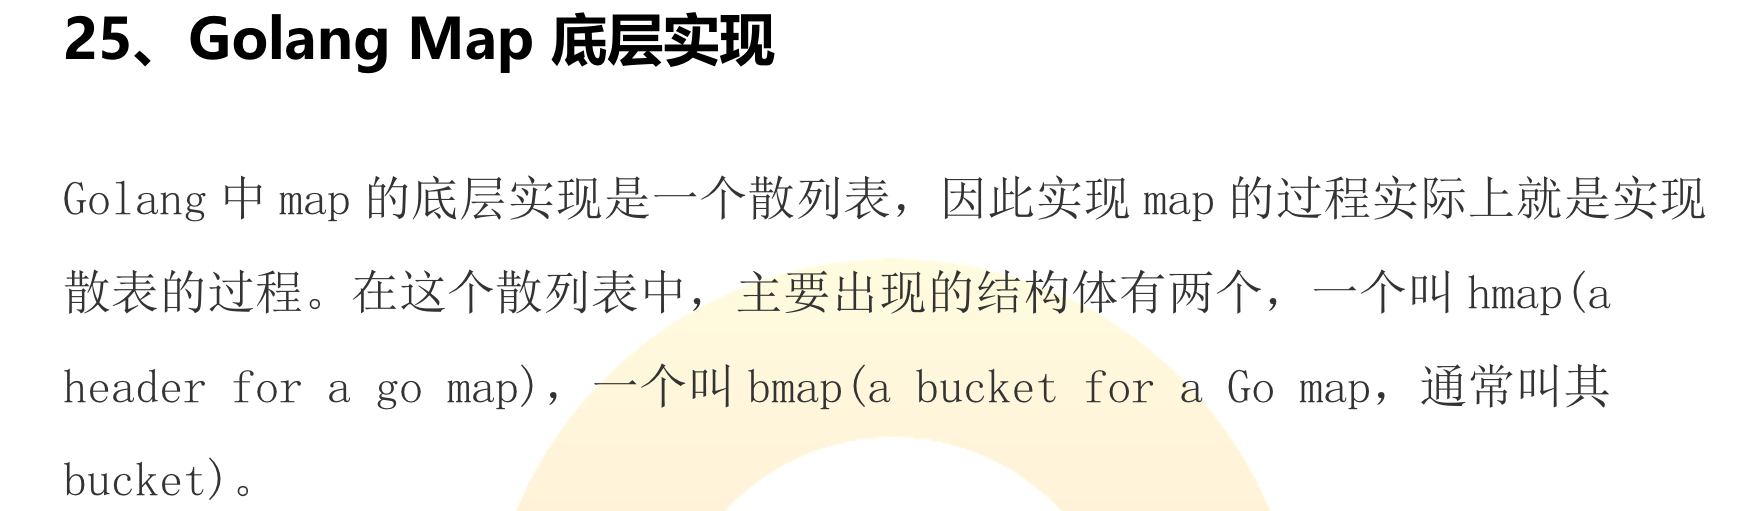 25、Golang Map 底层实现
Golang 中 map 的底层实现是一个散列表，因此实现 map 的过程实际上就是实现
散表的过程。在这个散列表中，主要出现的结构体有两个，一个叫 hmap(a
header for a go map)，一个叫 bmap(a bucket for a Go map，通常叫其
bucket)。